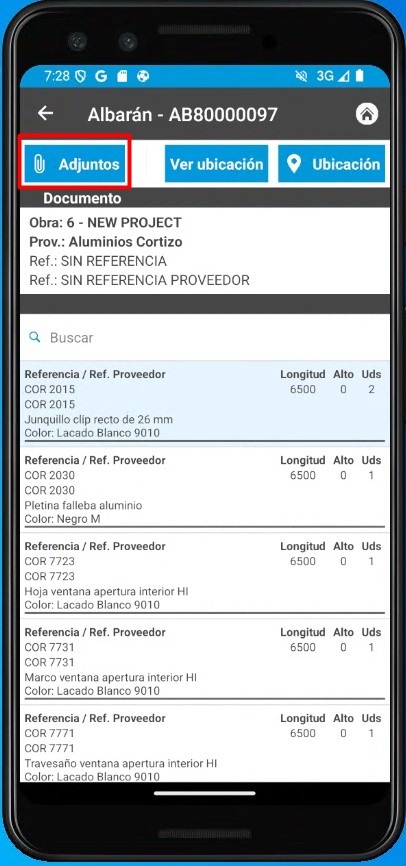 7:28 G 3G
Albarán - AB80000097
Adjuntos Ver ubicación Ubicación
Documento
Obra: 6 - NEW PROJECT
Prov.: Aluminios Cortizo
Ref.: SIN REFERENCIA
Ref.: SIN REFERENCIA PROVEEDOR
Buscar
Referencia / Ref. Proveedor Longitud Alto Uds
COR 2015 6500 0 2
COR 2015
Junquillo clip recto de 26 mm
Color: Lacado Blanco 9010
Referencia / Ref. Proveedor Longitud Alto Uds
COR 2030 6500 0 1
COR 2030
Pletina falleba aluminio
Color: Negro M
Referencia / Ref. Proveedor Longitud Alto Uds
COR 7723 6500 0 1
COR 7723
Hoja ventana apertura interior HI
Color: Lacado Blanco 9010
Referencia / Ref. Proveedor Longitud Alto Uds
COR 7731 6500 0 1
COR 7731
Marco ventana apertura interior HI
Color: Lacado Blanco 9010
Referencia / Ref. Proveedor Longitud Alto Uds
COR 7771 6500 0 1
COR 7771
Travesaño ventana apertura interior HI
Color: Lacado Blanco 9010